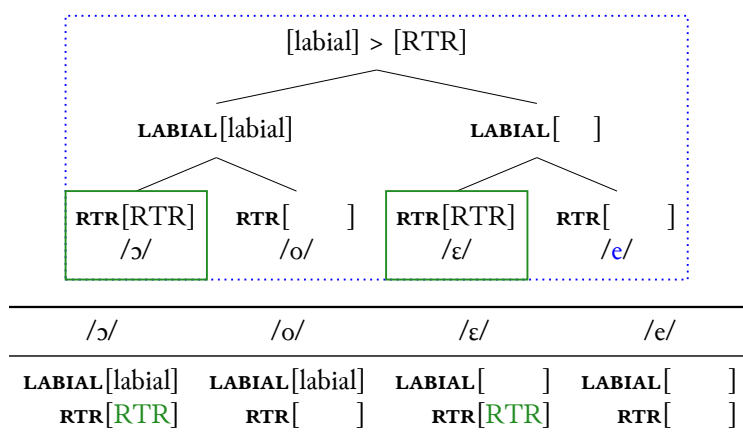 [labial] > [RTR]
LABIAL[labial] LABIAL[ ]
RTR[RTR] RTR[ ] RTR[RTR] RTR[ ]
/ɔ/ /o/ /ɛ/ /e/
/ɔ/ /o/ /ɛ/ /e/
LABIAL[labial] LABIAL[labial] LABIAL[ ] LABIAL[ ]
RTR[RTR] RTR[ ] RTR[RTR] RTR[ ]